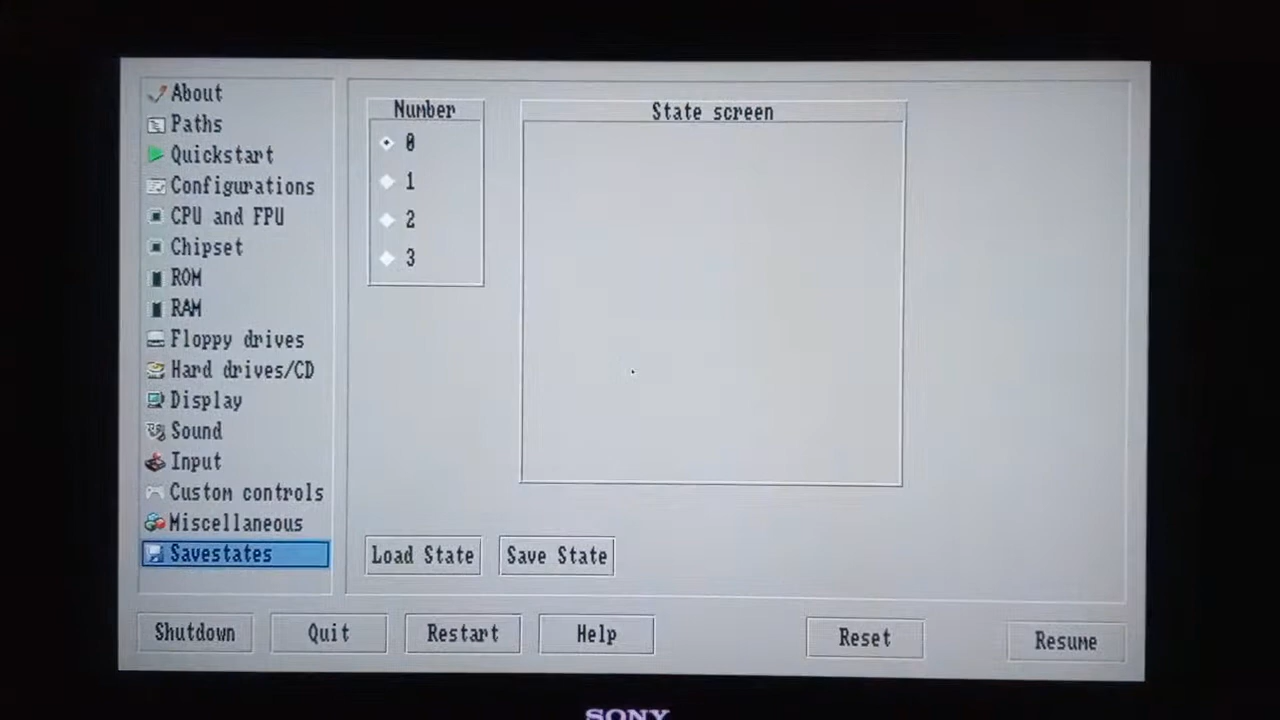 About
Paths
Quickstart
Configurations
CPU and FPU
Chipset
ROM
RAM
Floppy drives
Hard drives/CD
Display
Sound
Input
Custom controls
Miscellaneous
Savestates
Number
0
1
2
3
State screen
Load State
Save State
Shutdown
Quit
Restart
Help
Reset
Resume
SONY